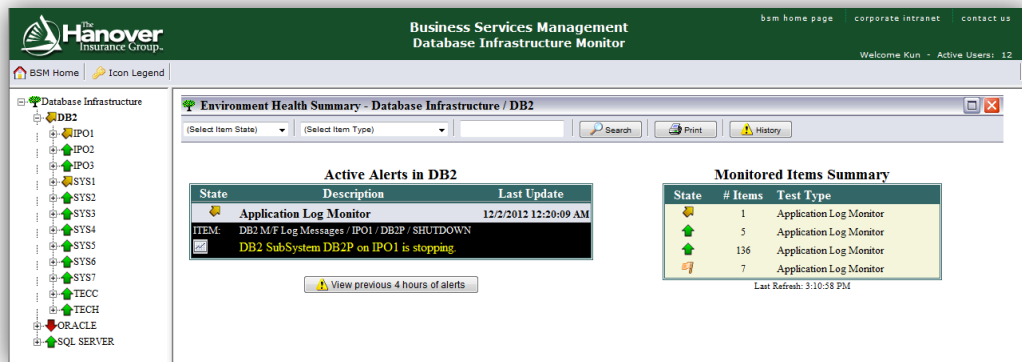 The
Hanover
Insurance Group..
Business Services Management
Database Infrastructure Monitor
bsm home page corporate intranet contact us
Welcome Kun - Active Users: 12
BSM Home Icon Legend
Database Infrastructure
DB2
IPO1
IPO2
IPO3
SYS1
SYS2
SYS3
SYS4
SYS5
SYS6
SYS7
TECC
TECH
ORACLE
SQL SERVER
Environment Health Summary - Database Infrastructure / DB2
(Select Item State) (Select Item Type) Search Print History
Active Alerts in DB2
State Description Last Update
Application Log Monitor 12/2/2012 12:20:09 AM
ITEM: DB2 M/F Log Messages / IPO1 / DB2P / SHUTDOWN
DB2 SubSystem DB2P on IPO1 is stopping.
View previous 4 hours of alerts
Monitored Items Summary
State # Items Test Type
1 Application Log Monitor
5 Application Log Monitor
136 Application Log Monitor
7 Application Log Monitor
Last Refresh: 3:10:58 PM